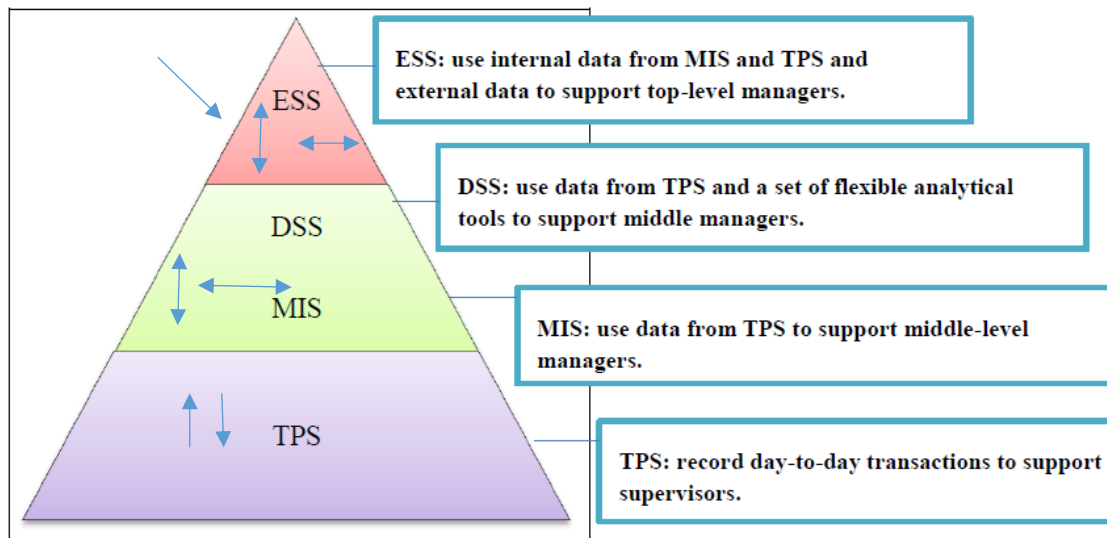 ESS: use internal data from MIS and TPS and
external data to support top-level managers.
ESS
DSS: use data from TPS and a set of flexible analytical
tools to support middle managers.
DSS
MIS
MIS: use data from TPS to support middle-level
managers.
TPS
TPS: record day-to-day transactions to support
supervisors.